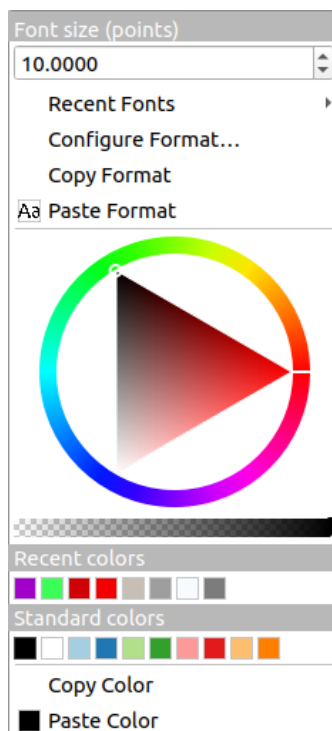 Font size (points)
10.0000
Recent Fonts
Configure Format…
Copy Format
Aa Paste Format
Recent colors
Standard colors
Copy Color
Paste Color